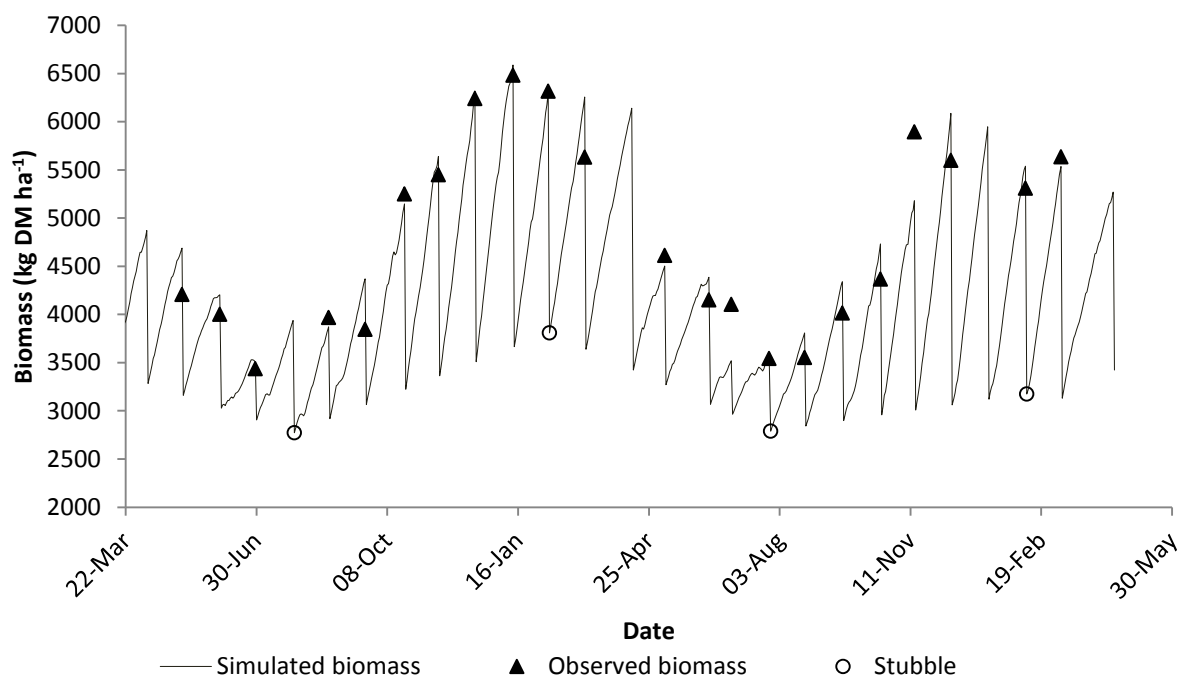 7000
6500
6000
5500
5000
4500
4000
3500
3000
2500
2000
Biomass (kg DM ha⁻¹)
22-Mar 30-Jun 08-Oct 16-Jan 25-Apr 03-Aug 11-Nov 19-Feb 30-May
Date
Simulated biomass Observed biomass Stubble